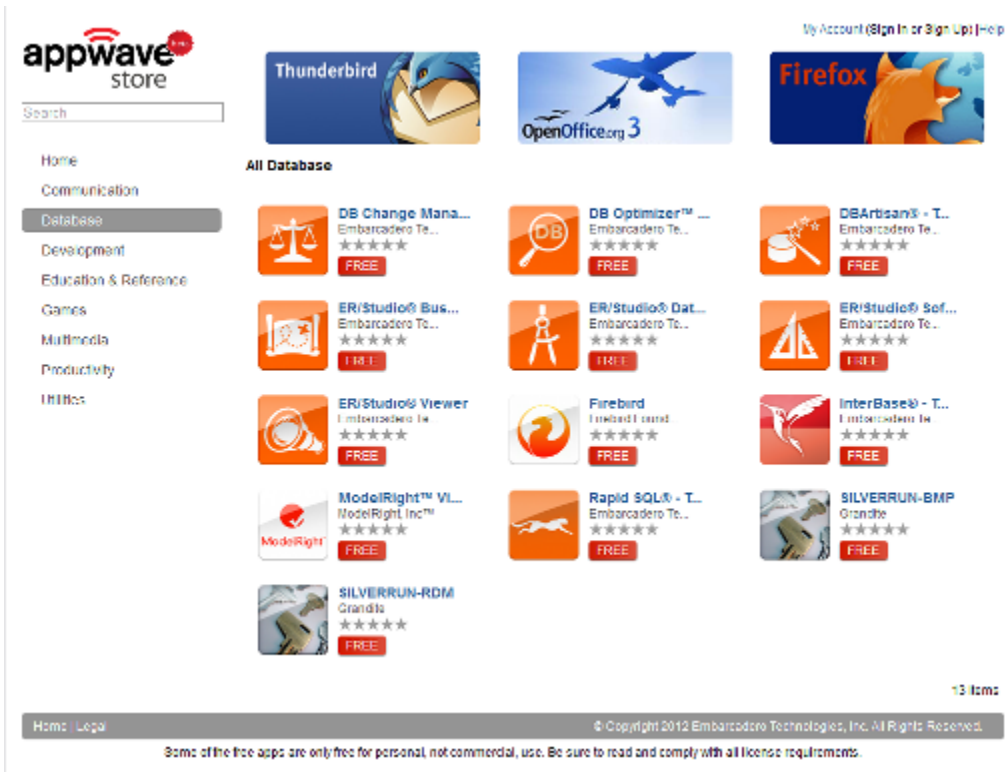 My Account (Sign In or Sign Up) | Help
appwave beta
store
Search
Thunderbird
OpenOffice.org 3
Firefox
Home
Communication
Database
Development
Education & Reference
Games
Multimedia
Productivity
Utilities
All Database
DB Change Mana...
Embarcadero Te...
FREE
DB
DB Optimizer™ ...
Embarcadero Te...
FREE
DBArtisan® - T...
Embarcadero Te...
FREE
ER/Studio® Bus...
Embarcadero Te...
FREE
ER/Studio® Dat...
Embarcadero Te...
FREE
ER/Studio® Sof...
Embarcadero Te...
FREE
ER/Studio® Viewer
Embarcadero Te...
FREE
Firebird
Firebird Found...
FREE
InterBase® - T...
Embarcadero Te...
FREE
ModelRight
ModelRight™ Vi...
ModelRight, Inc™
FREE
Rapid SQL® - T...
Embarcadero Te...
FREE
SILVERRUN-BMP
Grandite
FREE
SILVERRUN-RDM
Grandite
FREE
13 Items
Home | Legal
© Copyright 2012 Embarcadero Technologies, Inc. All Rights Reserved.
Some of the free apps are only free for personal, not commercial, use. Be sure to read and comply with all license requirements.